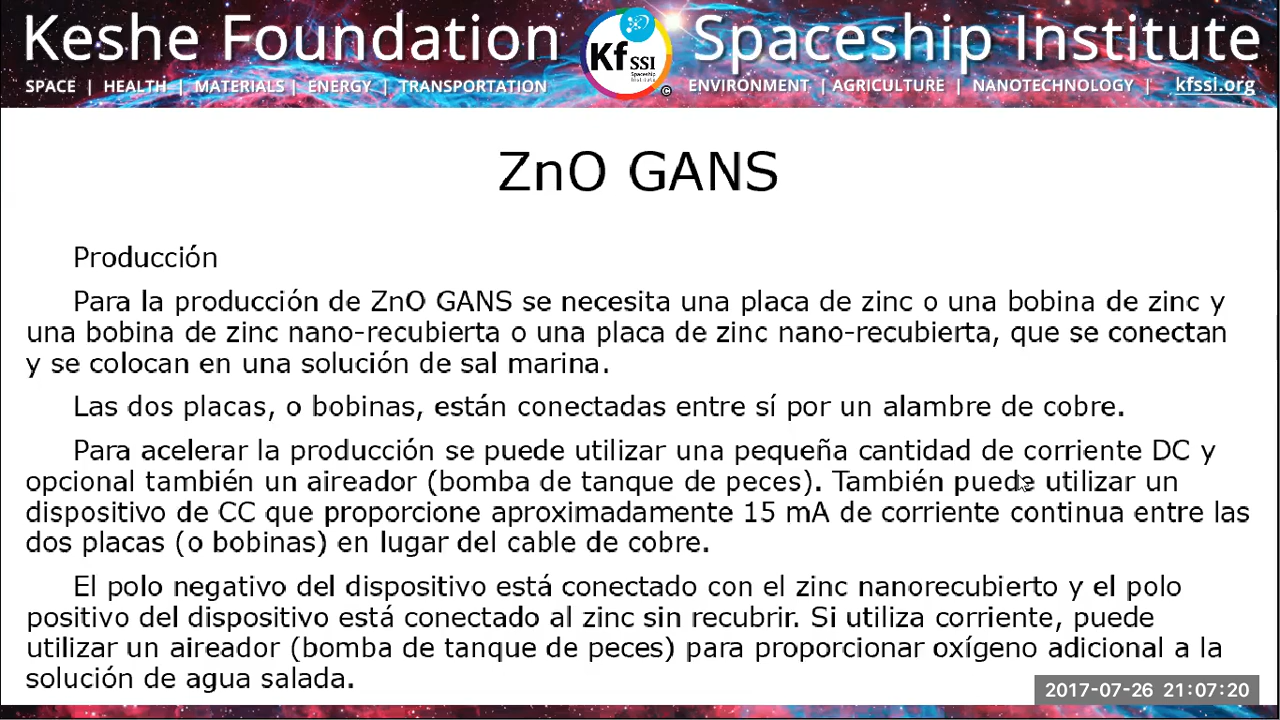 Keshe Foundation Kf SSI Spaceship Institute Spaceship Institute
SPACE | HEALTH | MATERIALS | ENERGY | TRANSPORTATION © ENVIRONMENT | AGRICULTURE | NANOTECHNOLOGY | kfssi.org
ZnO GANS
Producción
Para la producción de ZnO GANS se necesita una placa de zinc o una bobina de zinc y
una bobina de zinc nano-recubierta o una placa de zinc nano-recubierta, que se conectan
y se colocan en una solución de sal marina.
Las dos placas, o bobinas, están conectadas entre sí por un alambre de cobre.
Para acelerar la producción se puede utilizar una pequeña cantidad de corriente DC y
opcional también un aireador (bomba de tanque de peces). También puede utilizar un
dispositivo de CC que proporcione aproximadamente 15 mA de corriente continua entre las
dos placas (o bobinas) en lugar del cable de cobre.
El polo negativo del dispositivo está conectado con el zinc nanorecubierto y el polo
positivo del dispositivo está conectado al zinc sin recubrir. Si utiliza corriente, puede
utilizar un aireador (bomba de tanque de peces) para proporcionar oxígeno adicional a la
solución de agua salada.
2017-07-26 21:07:20